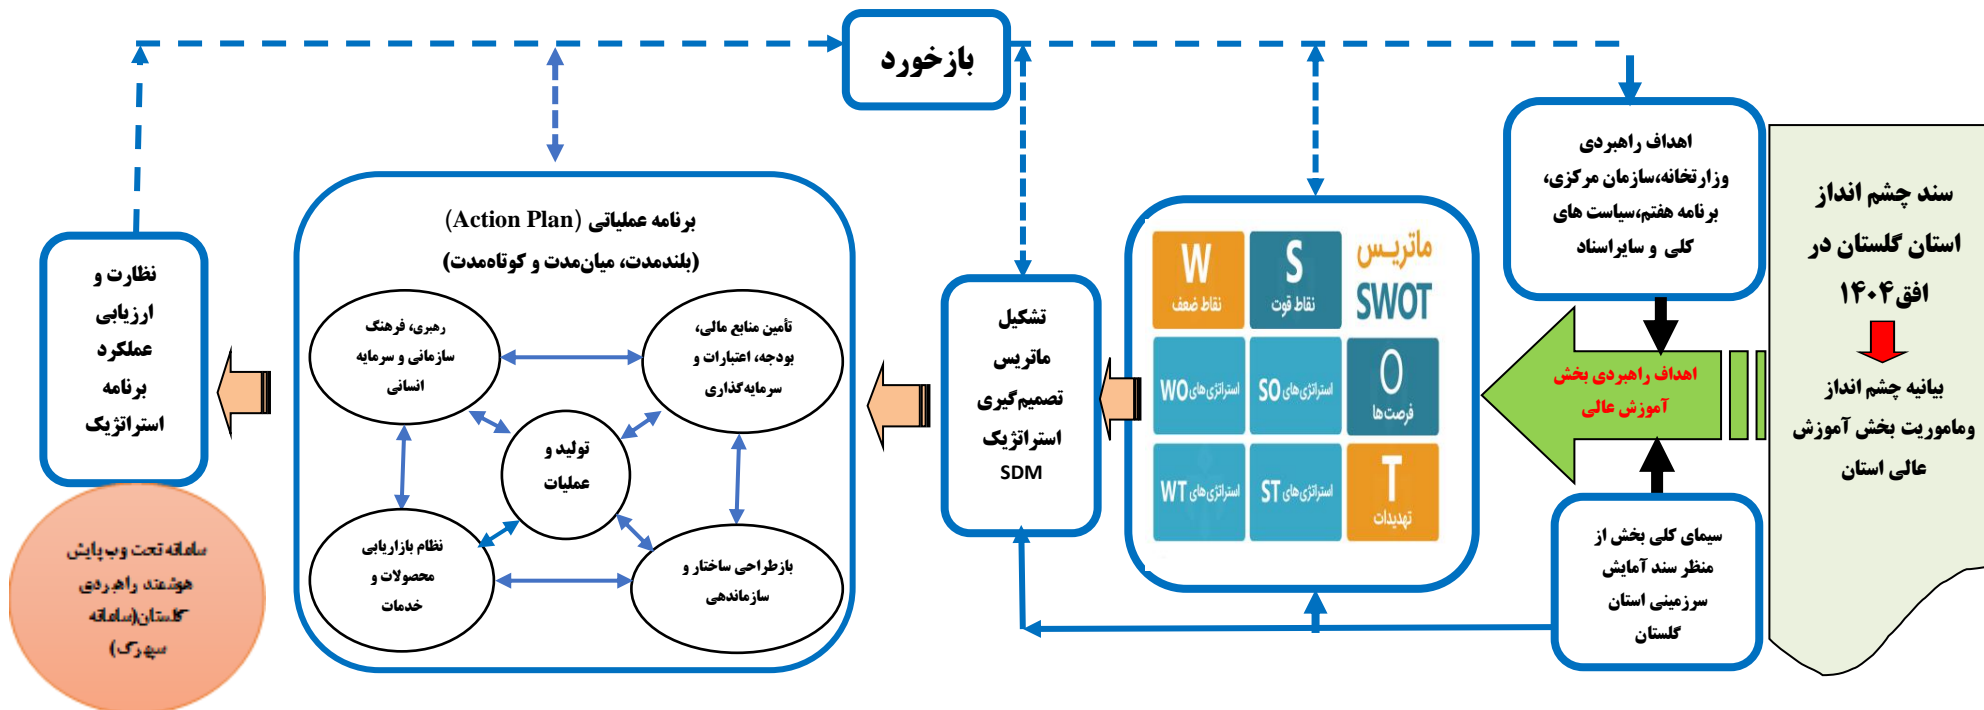 بازخورد
سند چشم انداز
استان گلستان در
افق۱۴۰۴
بیانیه چشم انداز
وماموریت بخش آموزش
عالی استان
اهداف راهبردی
وزارتخانه،سازمان مرکزی،
برنامه هفتم،سیاست های
کلی و سایراسناد
اهداف راهبردی بخش
آموزش عالی
سیمای کلی بخش از
منظر سند آمایش
سرزمینی استان
گلستان
ماتریس
SWOT
S
نقاط قوت
W
نقاط ضعف
O
فرصت‌ها
استراتژی‌های SO
استراتژی‌های WO
T
تهدیدات
استراتژی‌های ST
استراتژی‌های WT
تشکیل
ماتریس
تصمیم‌گیری
استراتژیک
SDM
برنامه عملیاتی (Action Plan)
(بلندمدت، میان‌مدت و کوتاه‌مدت)
تأمین منابع مالی،
بودجه، اعتبارات و
سرمایه‌گذاری
رهبری، فرهنگ
سازمانی و سرمایه
انسانی
تولید و
عملیات
بازطراحی ساختار و
سازماندهی
نظام بازاریابی
محصولات و
خدمات
نظارت و
ارزیابی
عملکرد
برنامه
استراتژیک
سامانه تحت وب پایش
هوشمند راهبردی
گلستان(سامانه
سپهرگ)